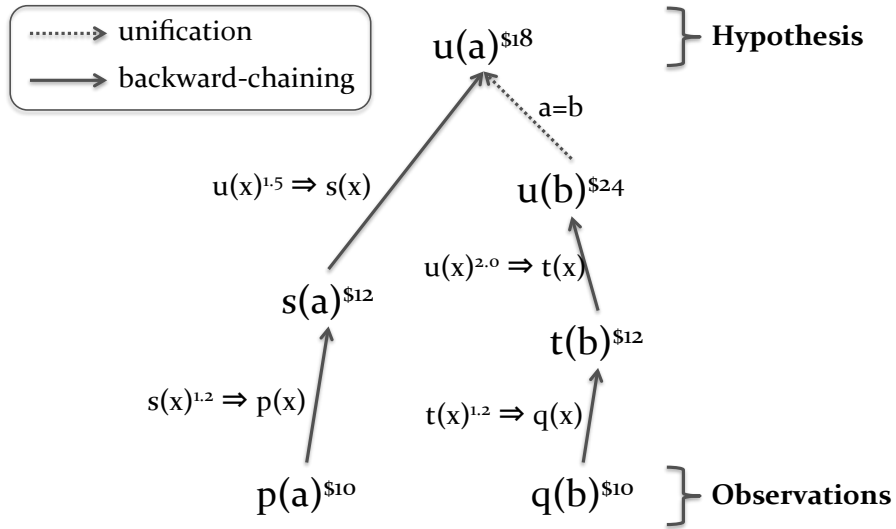 unification
backward-chaining
u(a)$18
Hypothesis
a=b
u(x)1.5 ⇒ s(x)
u(b)$24
u(x)2.0 ⇒ t(x)
s(a)$12
t(b)$12
s(x)1.2 ⇒ p(x)
t(x)1.2 ⇒ q(x)
p(a)$10
q(b)$10
Observations